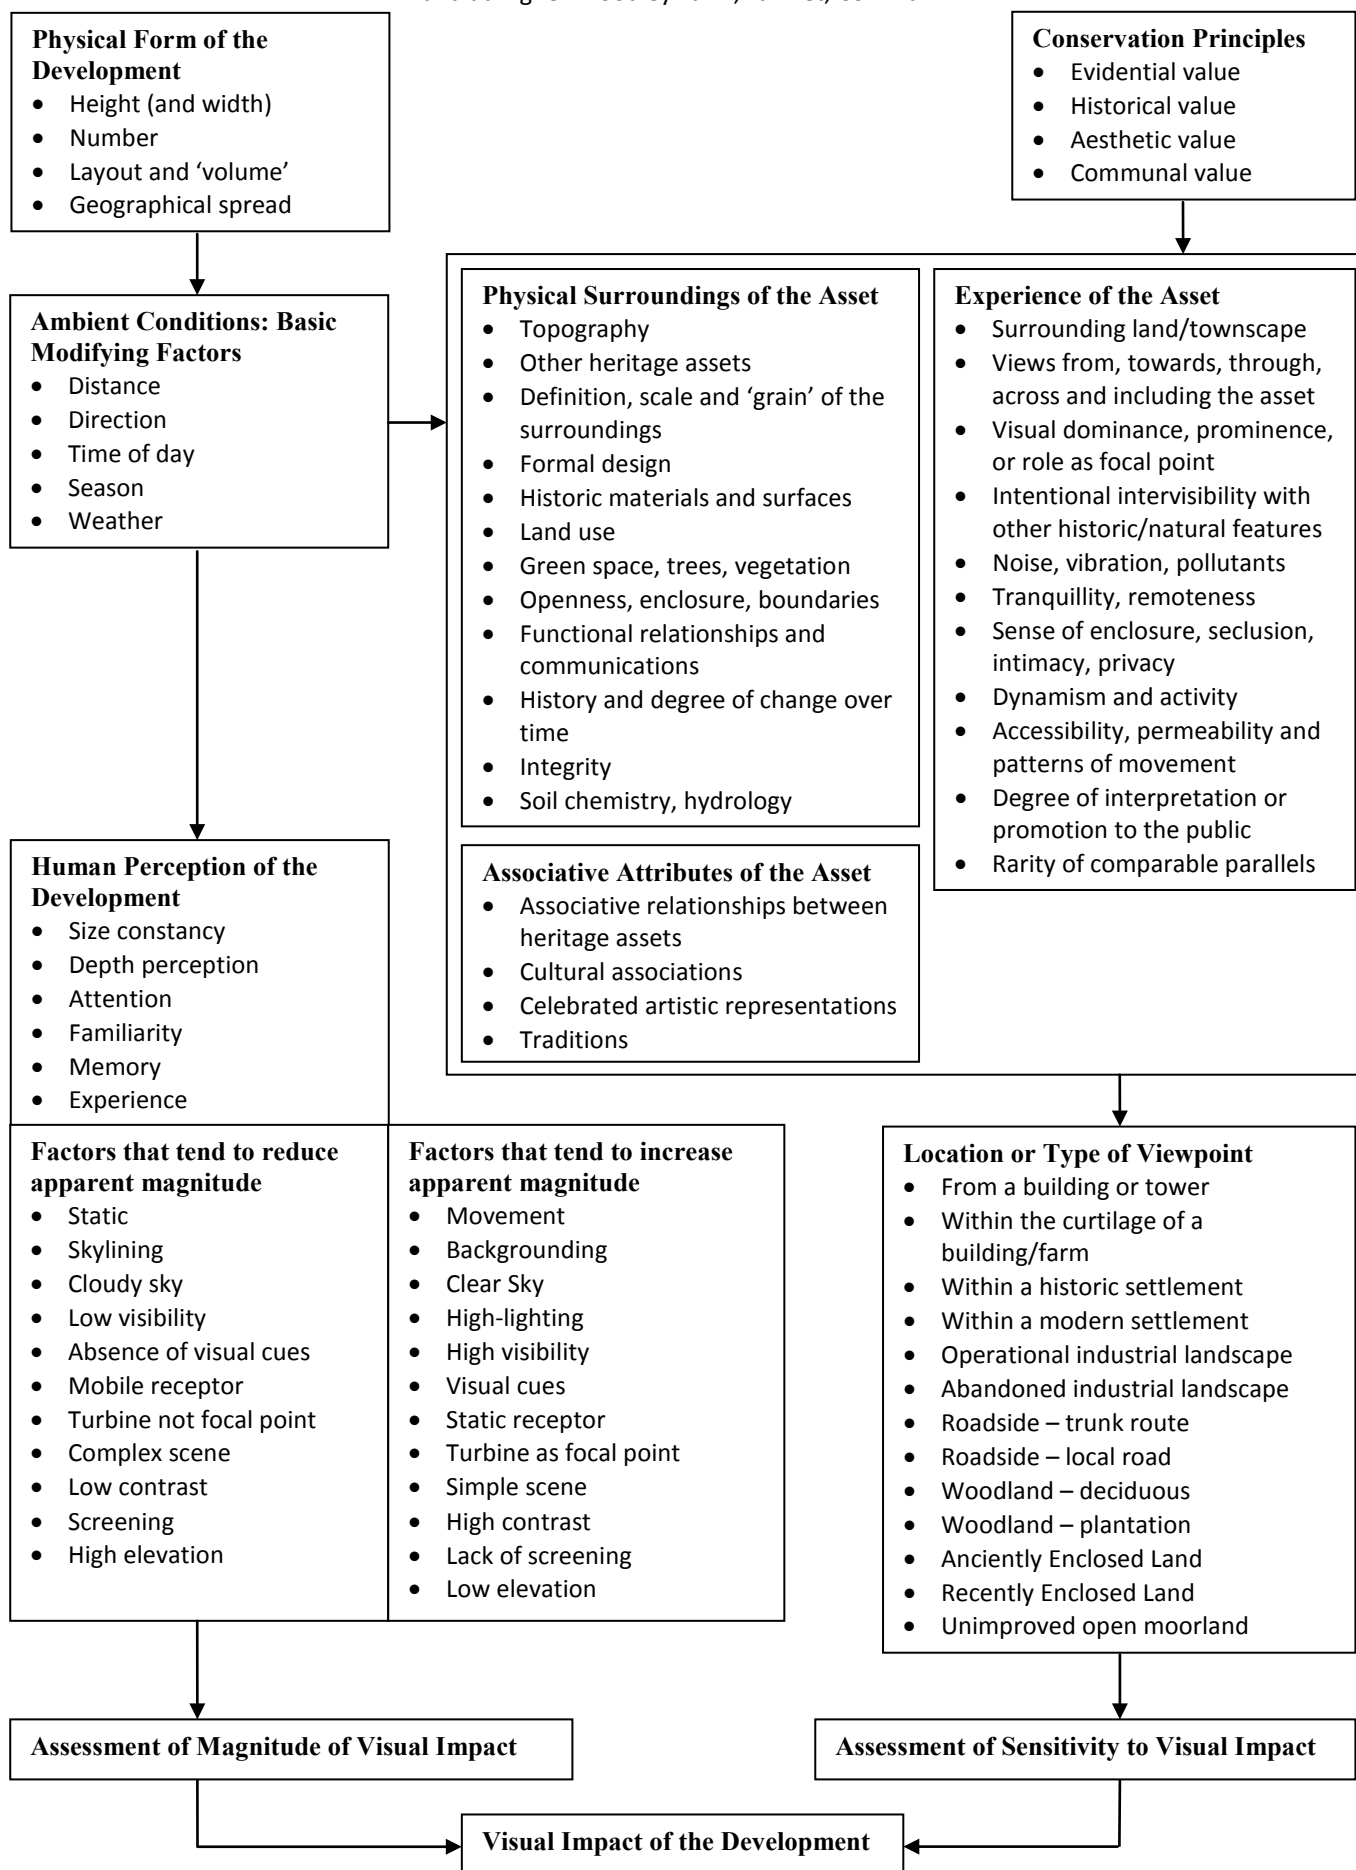 Physical Form of the
Development
• Height (and width)
• Number
• Layout and ‘volume’
• Geographical spread
Conservation Principles
• Evidential value
• Historical value
• Aesthetic value
• Communal value
Ambient Conditions: Basic
Modifying Factors
• Distance
• Direction
• Time of day
• Season
• Weather
Physical Surroundings of the Asset
• Topography
• Other heritage assets
• Definition, scale and ‘grain’ of the
surroundings
• Formal design
• Historic materials and surfaces
• Land use
• Green space, trees, vegetation
• Openness, enclosure, boundaries
• Functional relationships and
communications
• History and degree of change over
time
• Integrity
• Soil chemistry, hydrology
Experience of the Asset
• Surrounding land/townscape
• Views from, towards, through,
across and including the asset
• Visual dominance, prominence,
or role as focal point
• Intentional intervisibility with
other historic/natural features
• Noise, vibration, pollutants
• Tranquillity, remoteness
• Sense of enclosure, seclusion,
intimacy, privacy
• Dynamism and activity
• Accessibility, permeability and
patterns of movement
• Degree of interpretation or
promotion to the public
• Rarity of comparable parallels
Associative Attributes of the Asset
• Associative relationships between
heritage assets
• Cultural associations
• Celebrated artistic representations
• Traditions
Human Perception of the
Development
• Size constancy
• Depth perception
• Attention
• Familiarity
• Memory
• Experience
Factors that tend to reduce
apparent magnitude
• Static
• Skylining
• Cloudy sky
• Low visibility
• Absence of visual cues
• Mobile receptor
• Turbine not focal point
• Complex scene
• Low contrast
• Screening
• High elevation
Factors that tend to increase
apparent magnitude
• Movement
• Backgrounding
• Clear Sky
• High-lighting
• High visibility
• Visual cues
• Static receptor
• Turbine as focal point
• Simple scene
• High contrast
• Lack of screening
• Low elevation
Location or Type of Viewpoint
• From a building or tower
• Within the curtilage of a
building/farm
• Within a historic settlement
• Within a modern settlement
• Operational industrial landscape
• Abandoned industrial landscape
• Roadside – trunk route
• Roadside – local road
• Woodland – deciduous
• Woodland – plantation
• Anciently Enclosed Land
• Recently Enclosed Land
• Unimproved open moorland
Assessment of Magnitude of Visual Impact
Assessment of Sensitivity to Visual Impact
Visual Impact of the Development